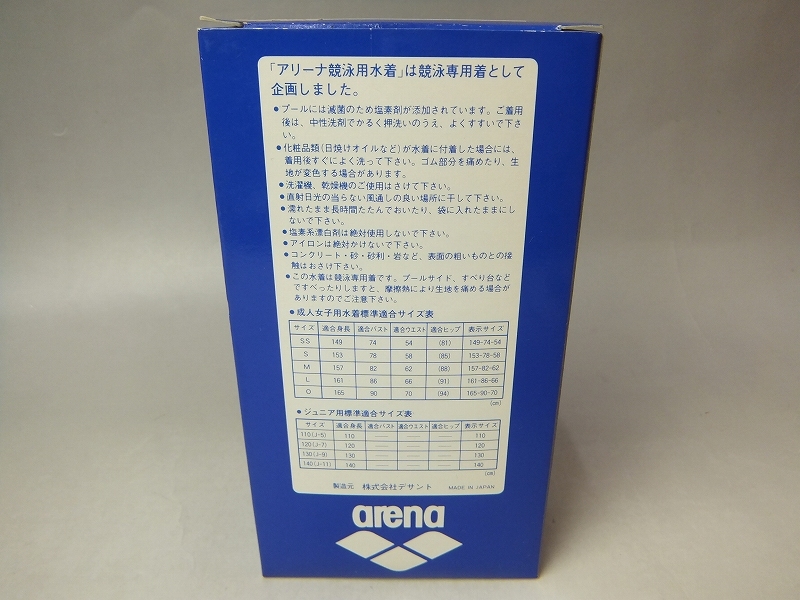 「アリーナ競泳用水着」は競泳専用着として
企画しました。
●プールには滅菌のため塩素剤が添加されています。ご着用
後は、中性洗剤でかるく押洗いのうえ、よくすすいで下さ
い。
●化粧品類(日焼けオイルなど)が水着に付着した場合には、
着用後すぐによく洗って下さい。ゴム部分を痛めたり、生
地が変色する場合があります。
●洗濯機、乾燥機のご使用はさけて下さい。
●直射日光の当らない風通しの良い場所に干して下さい。
●濡れたまま長時間たたんでおいたり、袋に入れたままにし
ないで下さい。
●塩素系漂白剤は絶対使用しないで下さい。
●アイロンは絶対かけないで下さい。
●コンクリート・砂・砂利・岩など、表面の粗いものとの接
触はおさけ下さい。
●この水着は競泳専用着です。プールサイド、すべり台など
ですべったりしますと、摩擦熱により生地を痛める場合が
ありますのでご注意下さい。
●成人女子用水着標準適合サイズ表
サイズ 適合身長 適合バスト 適合ウエスト 適合ヒップ 表示サイズ
SS 149 74 54 (81) 149-74-54
S 153 78 58 (85) 153-78-58
M 157 82 62 (88) 157-82-62
L 161 86 66 (91) 161-86-66
O 165 90 70 (94) 165-90-70
(cm)
●ジュニア用標準適合サイズ表
サイズ 適合身長 適合バスト 適合ウエスト 適合ヒップ 表示サイズ
110(J-5) 110 — — — 110
120(J-7) 120 — — — 120
130(J-9) 130 — — — 130
140(J-11) 140 — — — 140
(cm)
製造元 株式会社デサント MADE IN JAPAN
arena